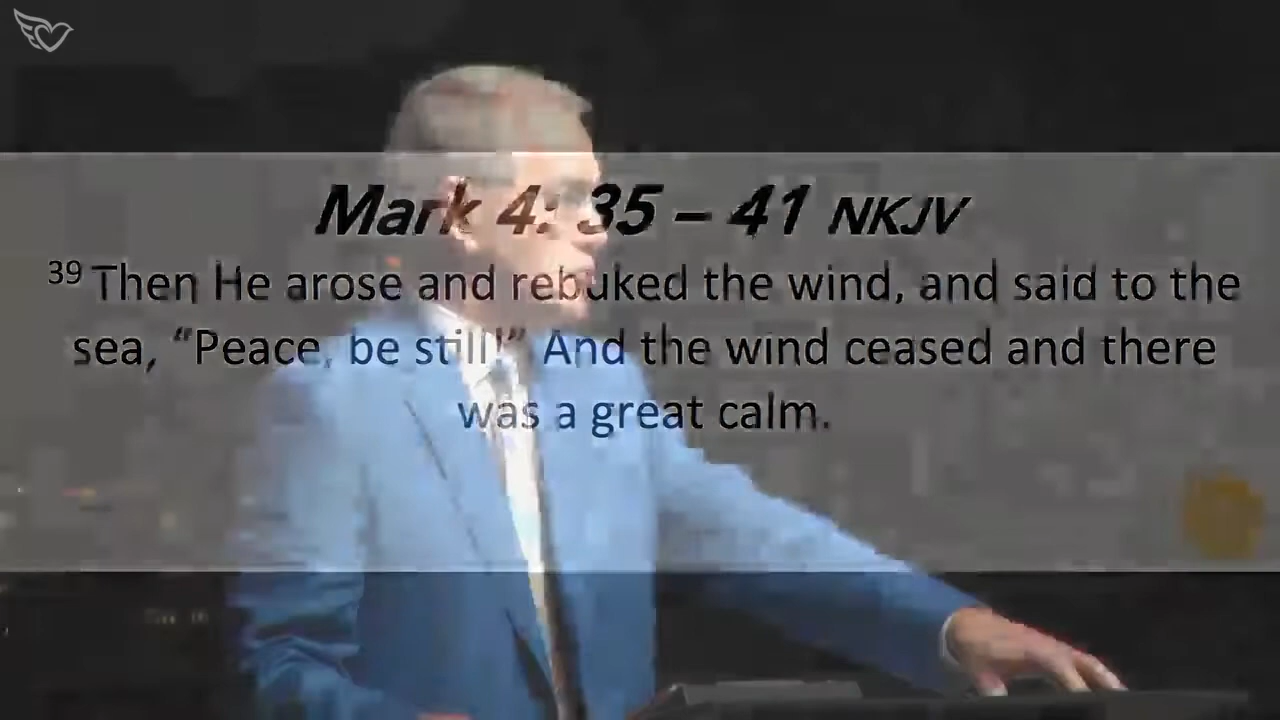 Mark 4: 35 – 41 NKJV
39 Then He arose and rebuked the wind, and said to the
sea, “Peace, be still!” And the wind ceased and there
was a great calm.